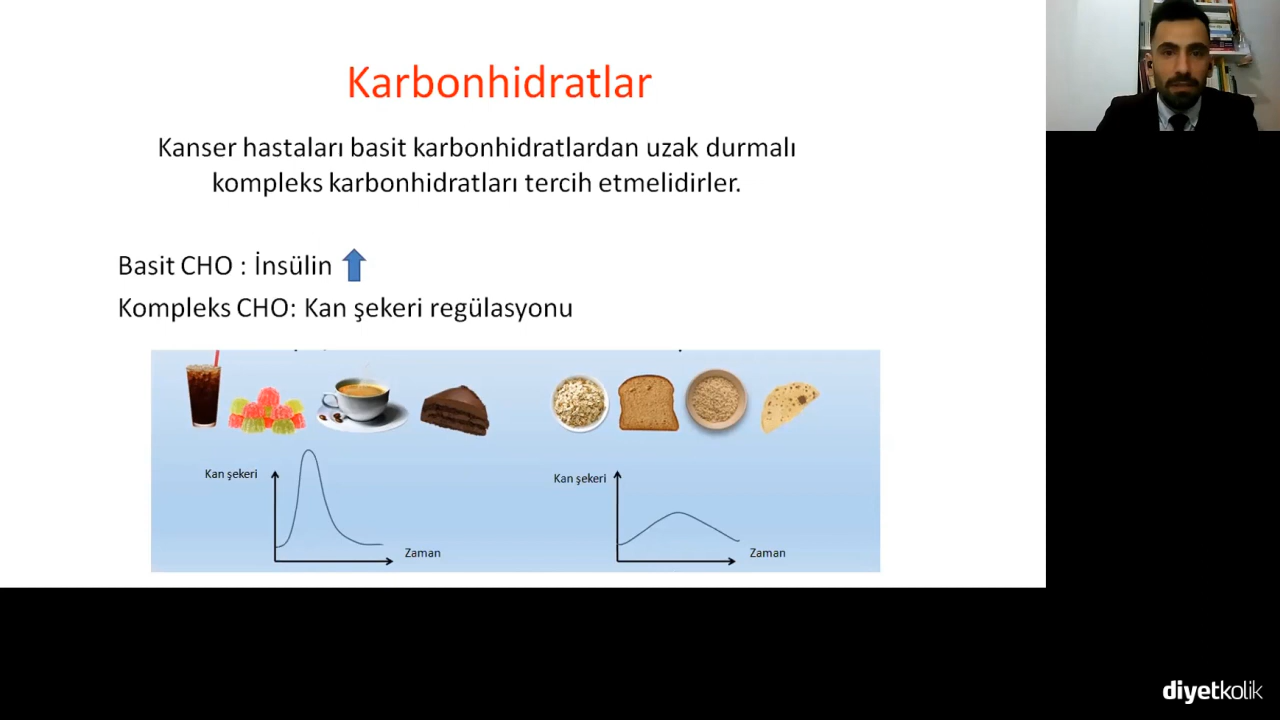 Karbonhidratlar
Kanser hastaları basit karbonhidratlardan uzak durmalı
kompleks karbonhidratları tercih etmelidirler.
Basit CHO : İnsülin
Kompleks CHO: Kan şekeri regülasyonu
Kan şekeri
Zaman
Kan şekeri
Zaman
diyetkolik